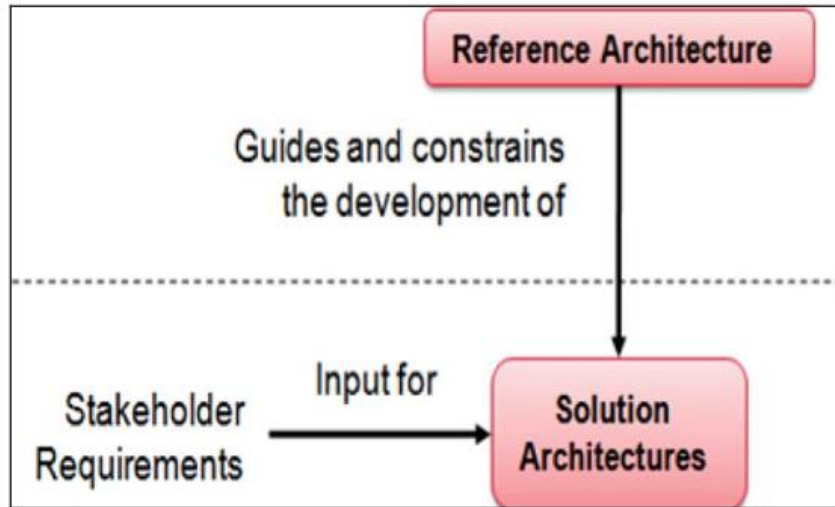 Reference Architecture
Guides and constrains
the development of
Input for
Stakeholder
Requirements
Solution
Architectures